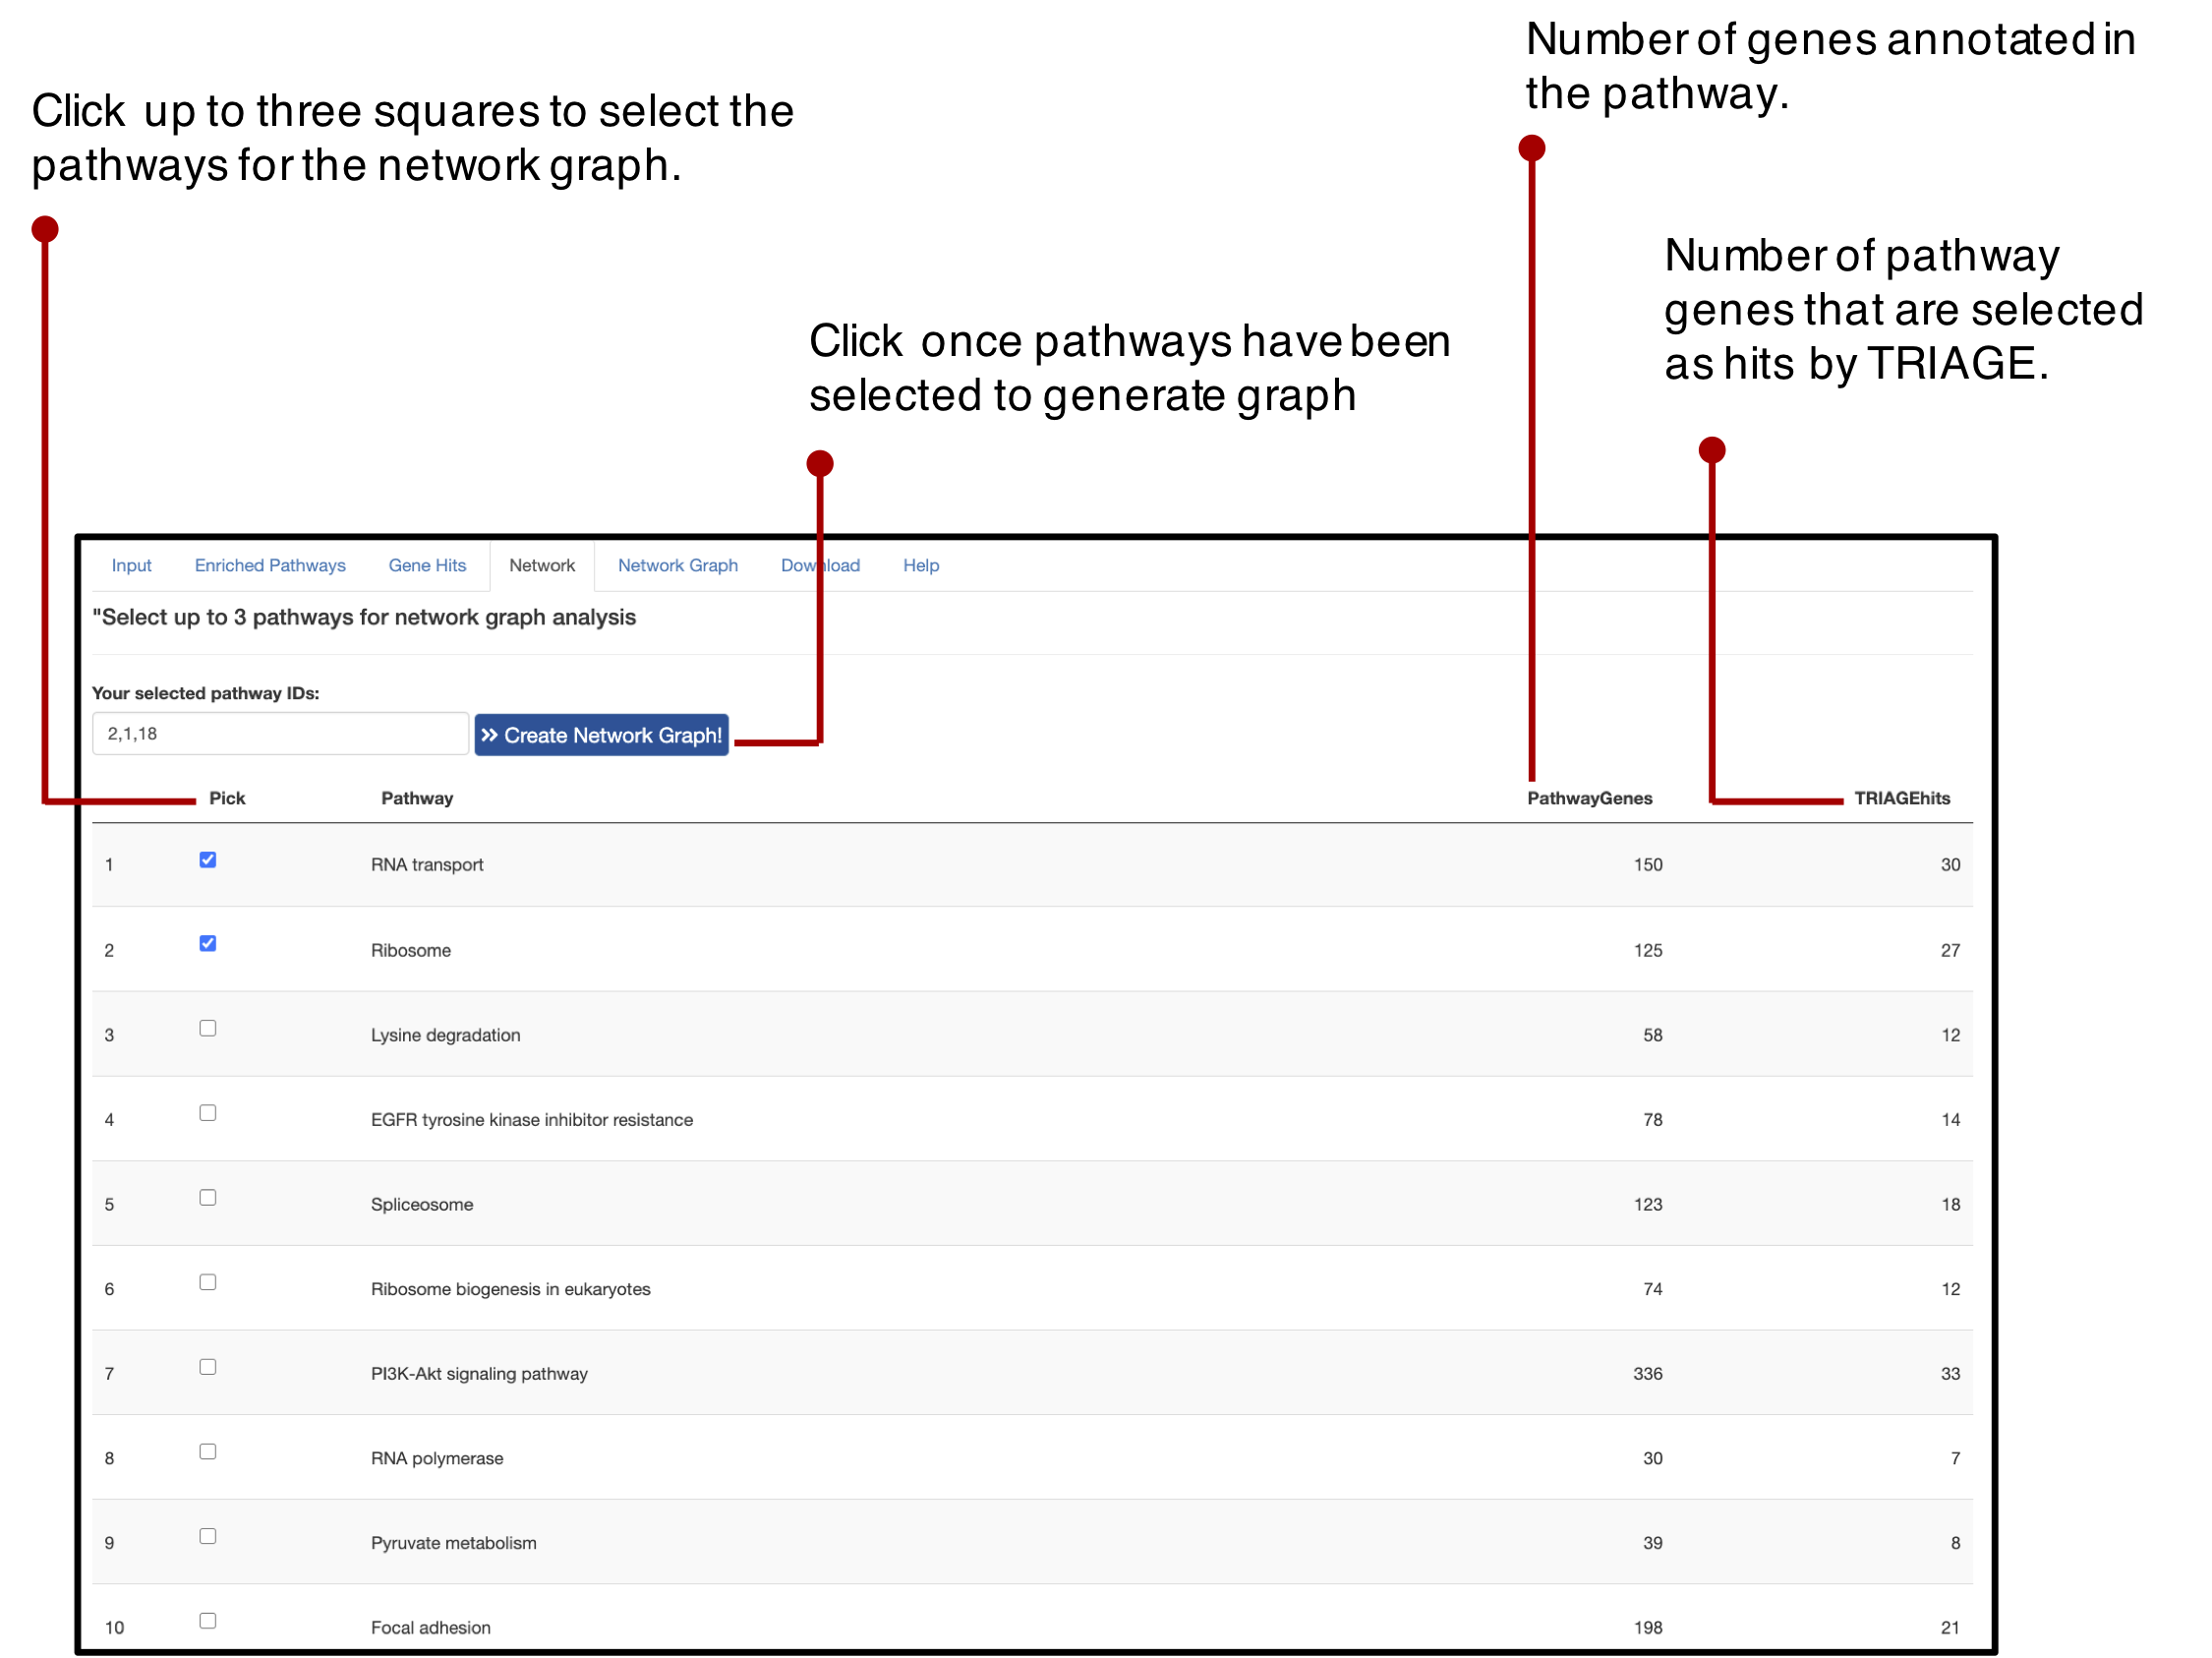 Number of genes annotated in
the pathway.
Click up to three squares to select the
pathways for the network graph.
Number of pathway
genes that are selected
as hits by TRIAGE.
Click once pathways have been
selected to generate graph
Input Enriched Pathways Gene Hits Network Network Graph Download Help
"Select up to 3 pathways for network graph analysis
Your selected pathway IDs:
2,1,18 Create Network Graph!
Pick Pathway PathwayGenes TRIAGEhits
1 RNA transport 150 30
2 Ribosome 125 27
3 Lysine degradation 58 12
4 EGFR tyrosine kinase inhibitor resistance 78 14
5 Spliceosome 123 18
6 Ribosome biogenesis in eukaryotes 74 12
7 PI3K-Akt signaling pathway 336 33
8 RNA polymerase 30 7
9 Pyruvate metabolism 39 8
10 Focal adhesion 198 21